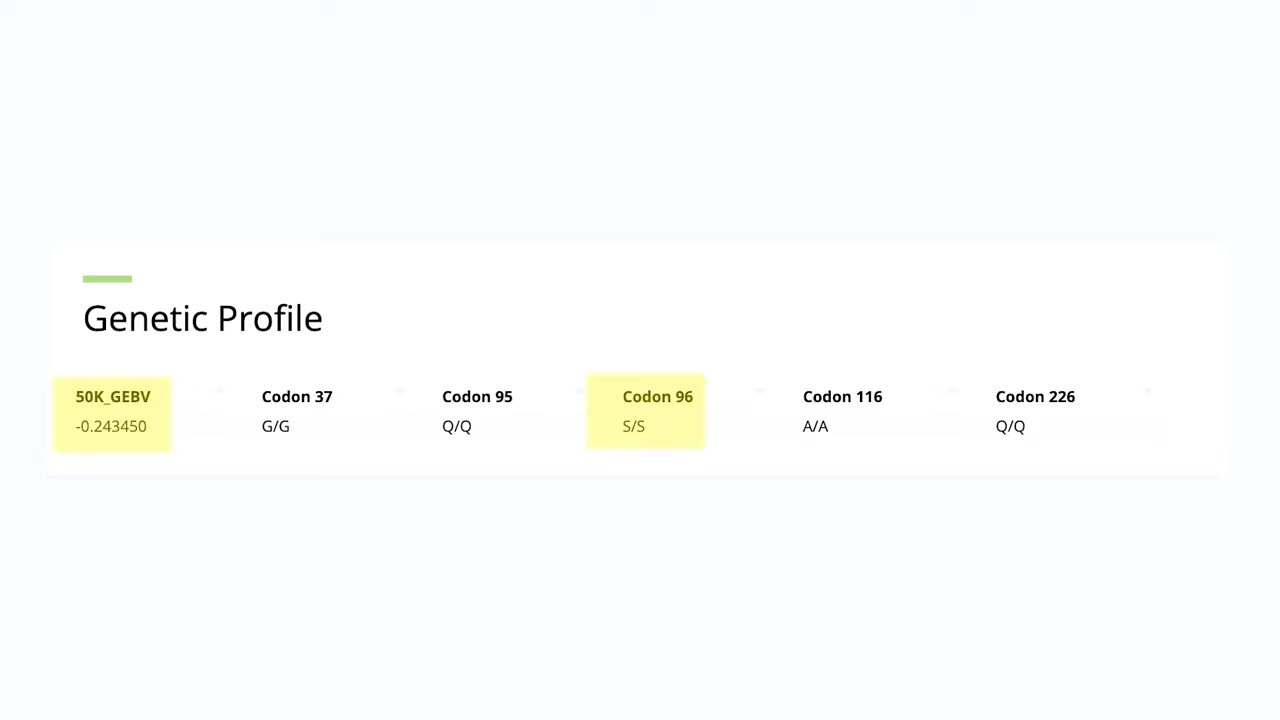 Genetic Profile
50K_GEBV Codon 37 Codon 95 Codon 96 Codon 116 Codon 226
-0.243450 G/G Q/Q S/S A/A Q/Q